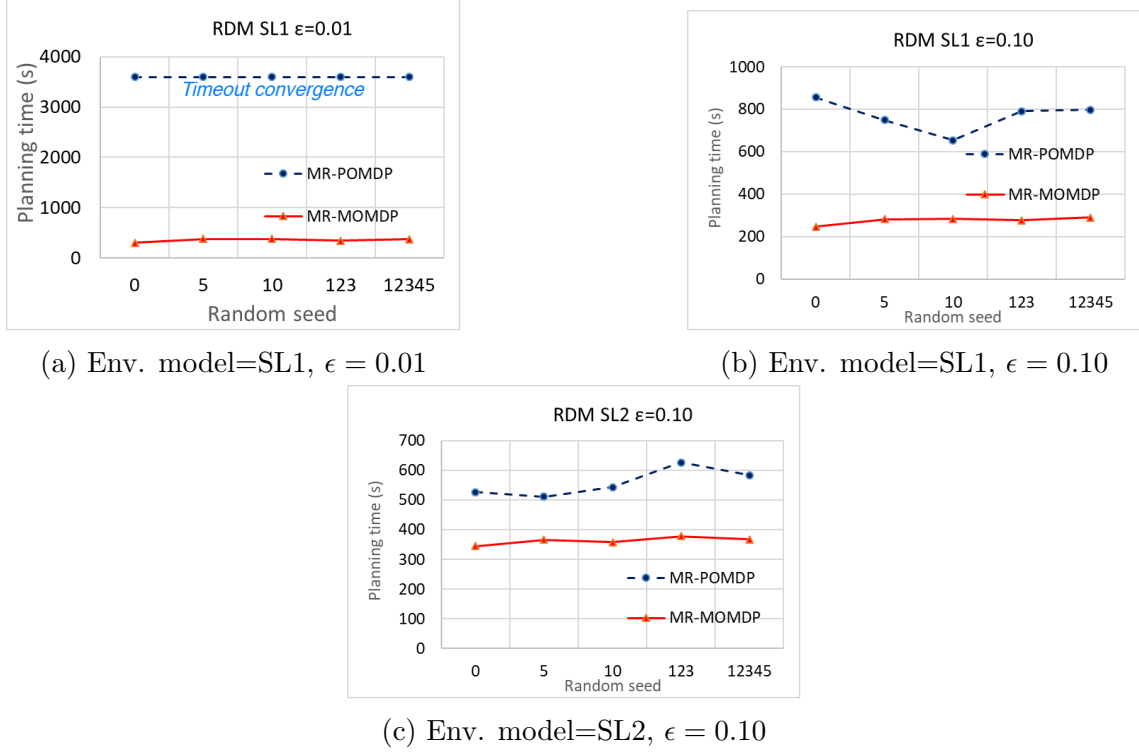 RDM SL1 ε=0.01
Planning time (s)
4000
3000
2000
1000
0
Timeout convergence
MR-POMDP
MR-MOMDP
0 5 10 123 12345
Random seed
(a) Env. model=SL1, ϵ = 0.01
RDM SL1 ε=0.10
Planning time (s)
1000
800
600
400
200
0
MR-POMDP
MR-MOMDP
0 5 10 123 12345
Random seed
(b) Env. model=SL1, ϵ = 0.10
RDM SL2 ε=0.10
Planning time (s)
700
600
500
400
300
200
100
0
MR-POMDP
MR-MOMDP
0 5 10 123 12345
Random seed
(c) Env. model=SL2, ϵ = 0.10